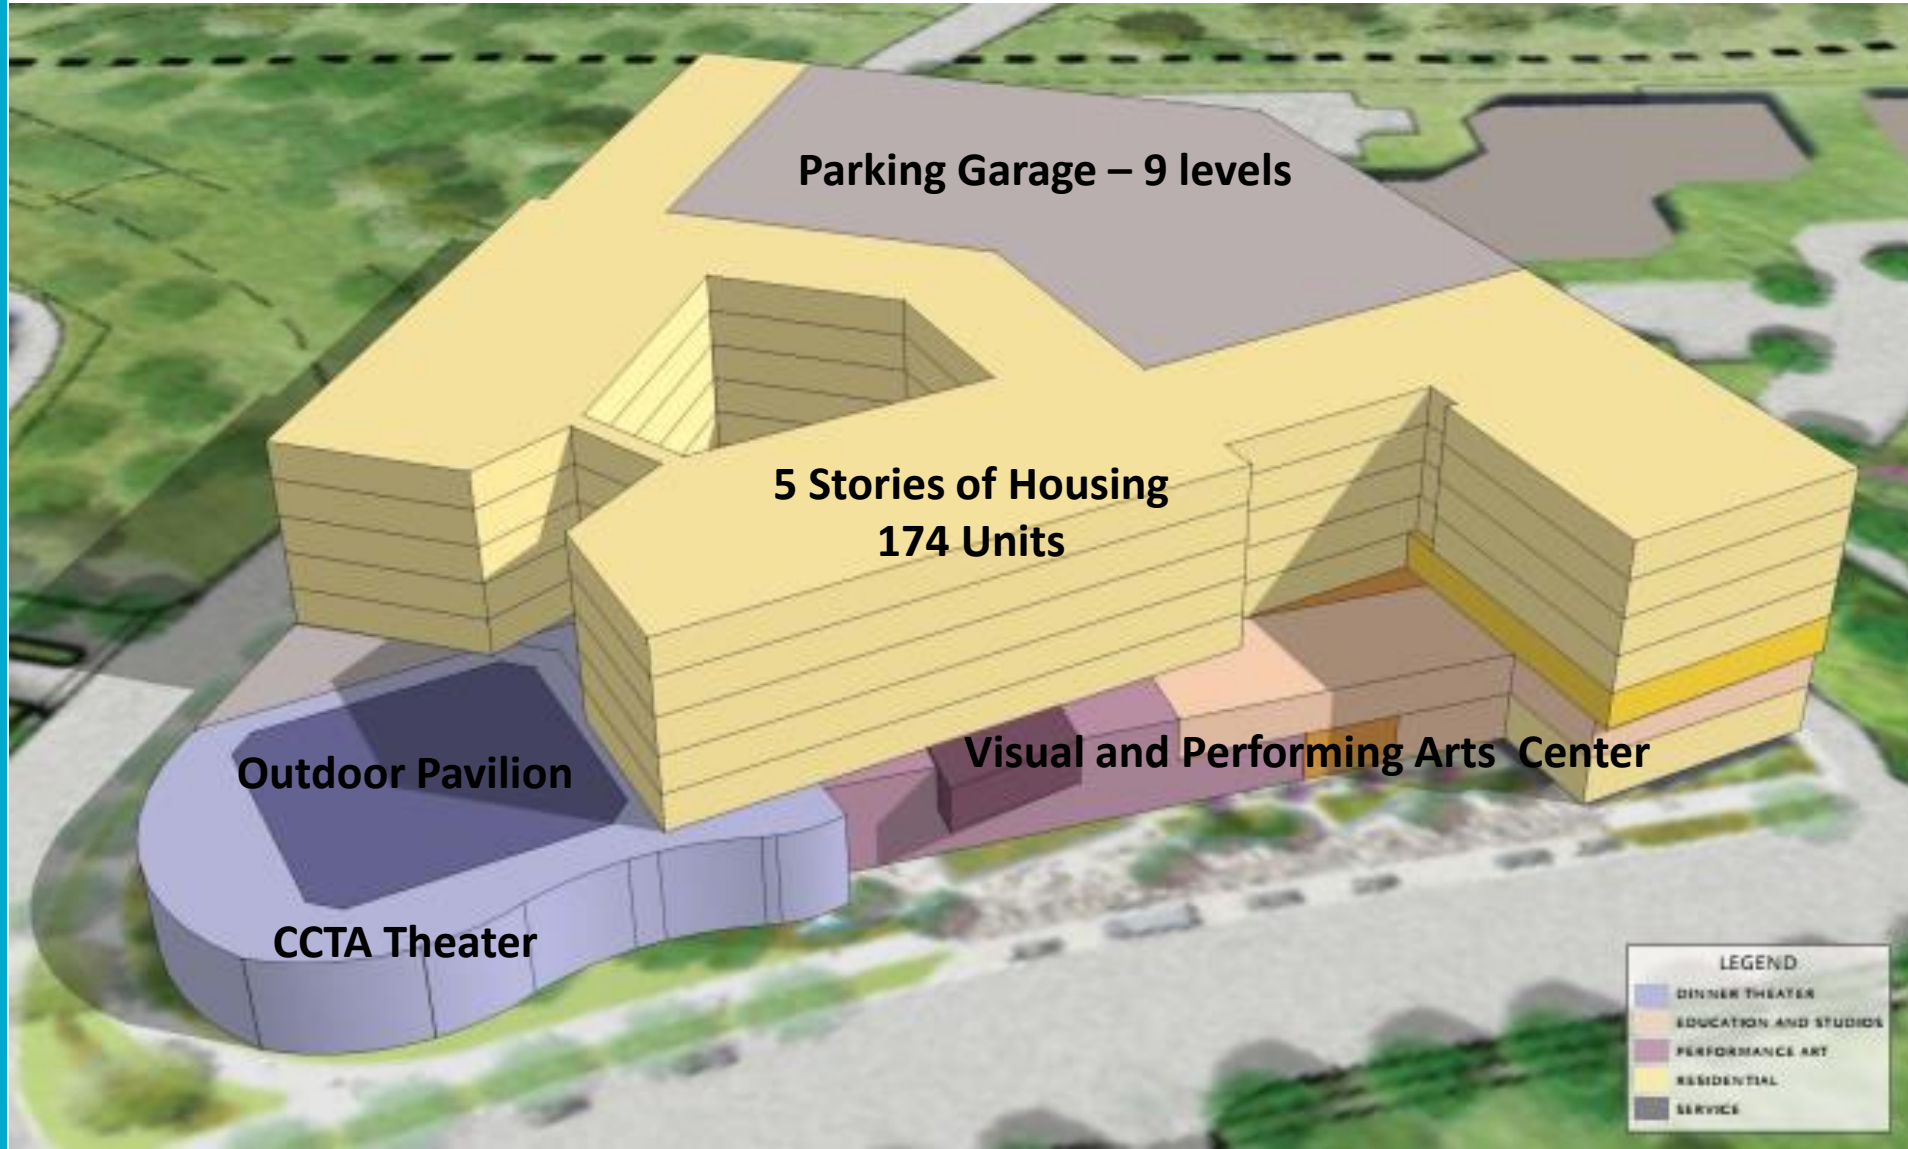 Parking Garage – 9 levels
5 Stories of Housing
174 Units
Visual and Performing Arts Center
Outdoor Pavilion
CCTA Theater
LEGEND
DINNER THEATER
EDUCATION AND STUDIOS
PERFORMANCE ART
RESIDENTIAL
SERVICE